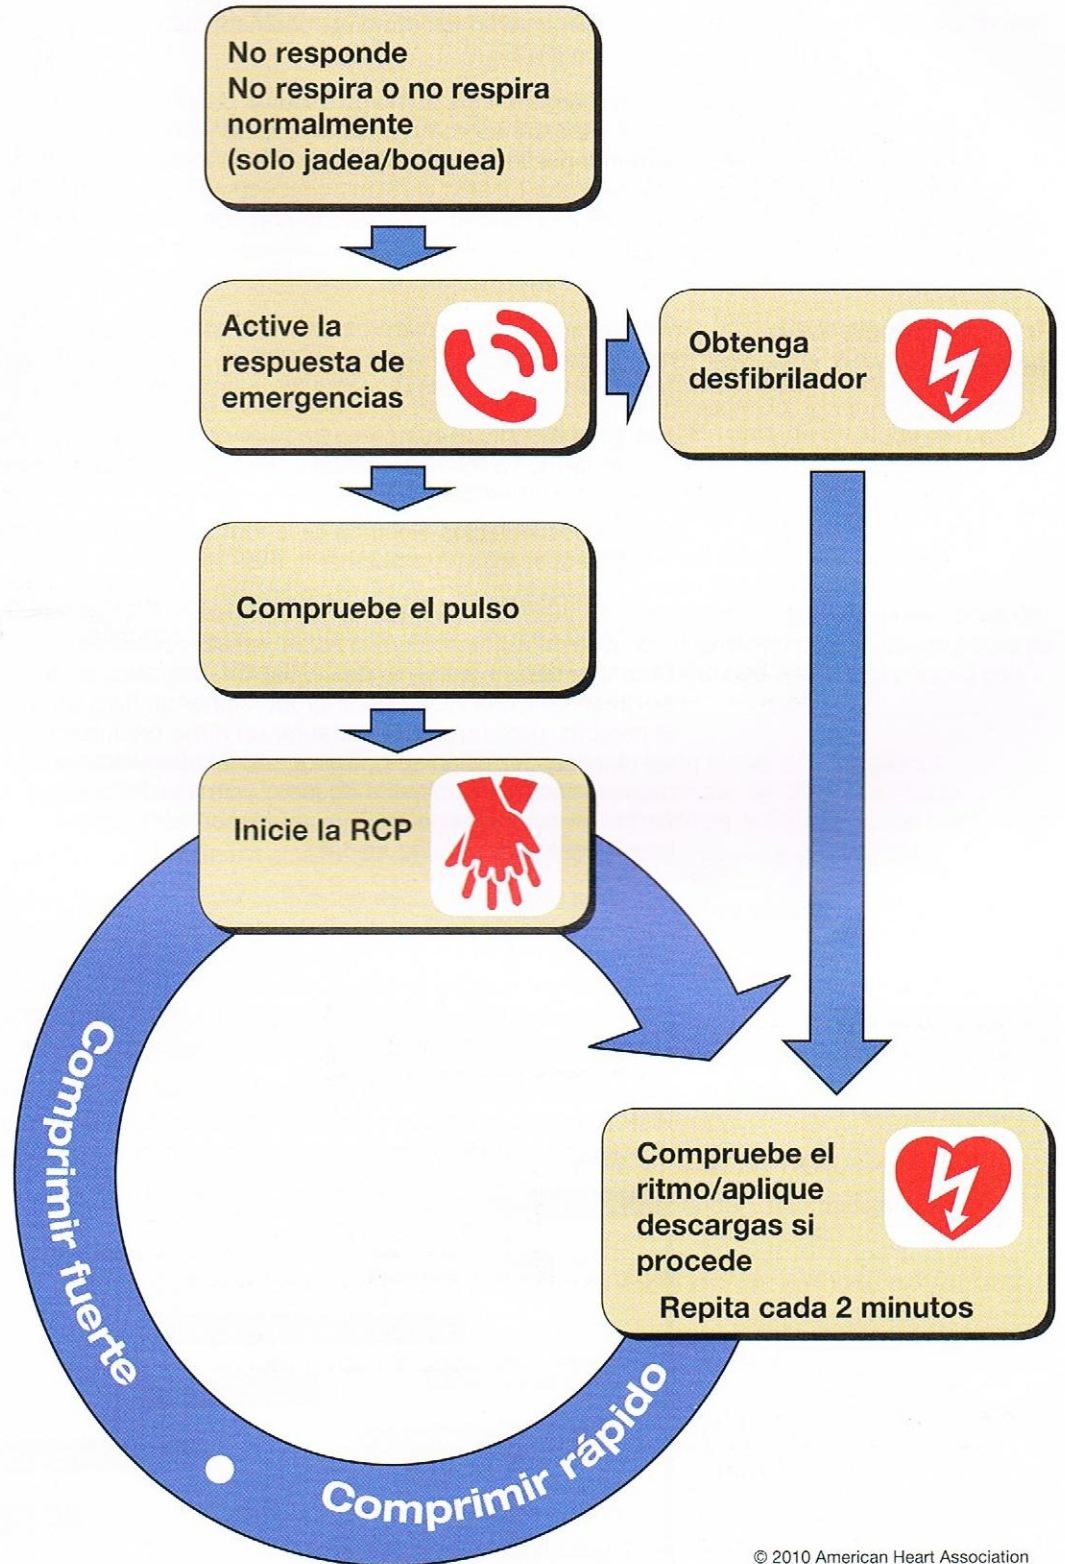 No responde
No respira o no respira
normalmente
(solo jadea/boquea)
Active la
respuesta de
emergencias
Obtenga
desfibrilador
Compruebe el pulso
Inicie la RCP
Compruebe el
ritmo/aplique
descargas si
procede
Repita cada 2 minutos
Comprimir fuerte
Comprimir rápido
© 2010 American Heart Association